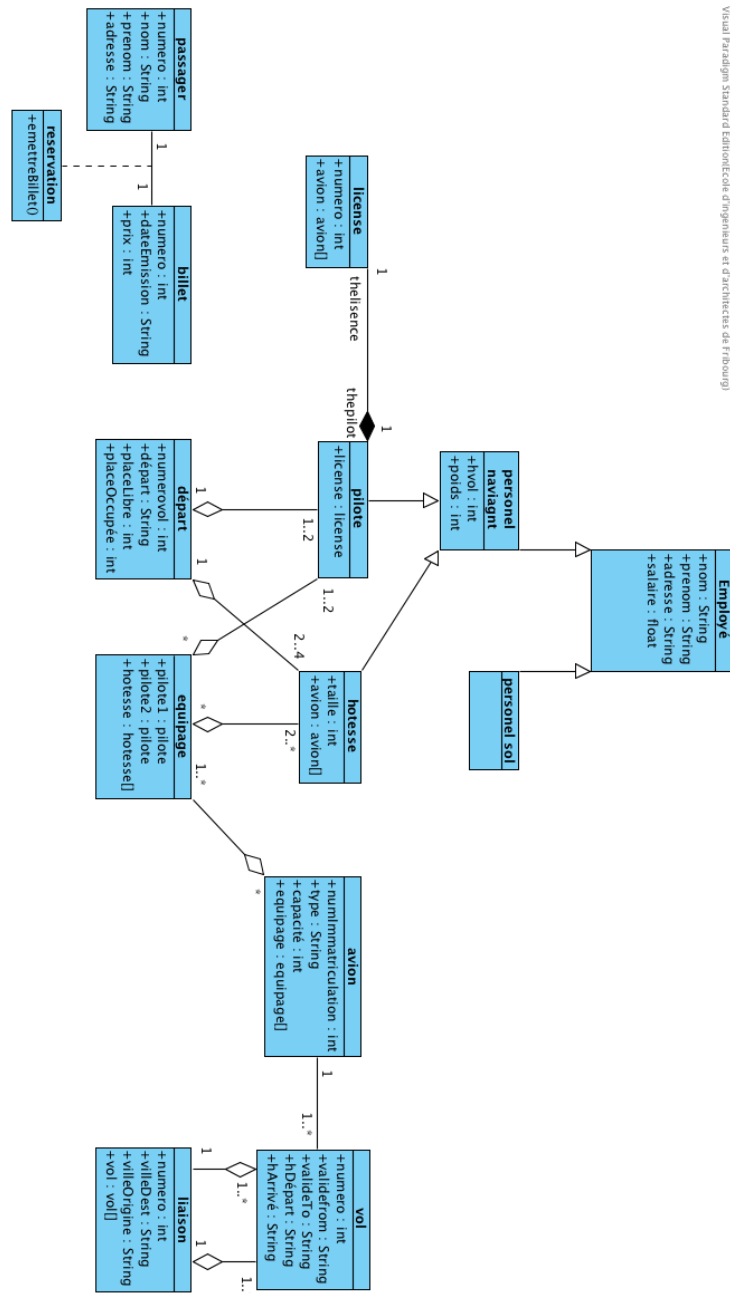 Visual Paradigm Standard Edition(Ecole d'ingenieurs et d'architectes de Fribourg)
Employé
+nom : String
+prenom : String
+adresse : String
+salaire : float
personel
naviagnt
+hvol : int
+poids : int
personel sol
license
+numero : int
+avion : avion[]
1
thelisence
1
thepilot
pilote
+license : license
hotesse
+taille : int
+avion : avion[]
1..2
1..2
2..4
2..*
passager
+numero : int
+nom : String
+prenom : String
+adresse : String
1
1
billet
+numero : int
+dateEmission : String
+prix : int
reservation
+emettreBillet()
1
1
départ
+numerovol : int
+départ : String
+placeLibre : int
+placeOccupée : int
*
*
1..*
equipage
+pilote1 : pilote
+pilote2 : pilote
+hotesse : hotesse[]
*
avion
+numImmatriculation : int
+type : String
+capacité : int
+equipage : equipage[]
1
1..*
vol
+numero : int
+validefrom : String
+valideTo : String
+hDépart : String
+hArrivé : String
1..*
1..
1
1
liaison
+numero : int
+villeDest : String
+villeOrigine : String
+vol : vol[]